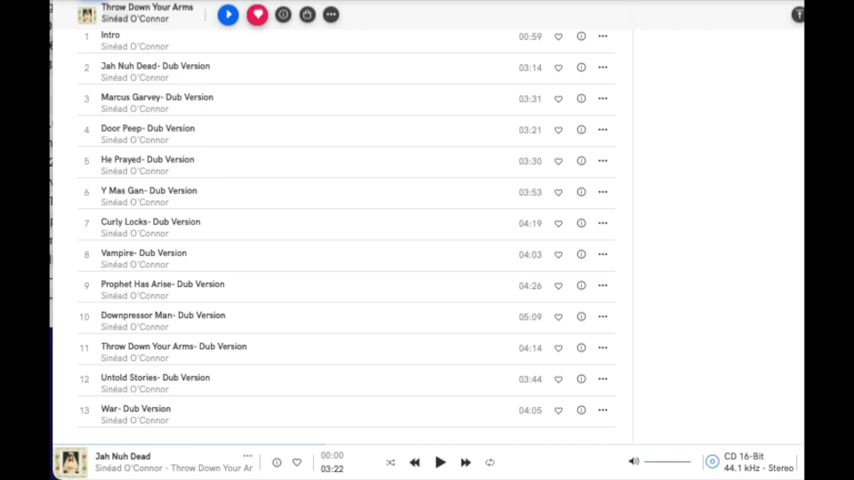 Throw Down Your Arms
Sinéad O'Connor
1 Intro 00:59
Sinéad O'Connor
2 Jah Nuh Dead- Dub Version 03:14
Sinéad O'Connor
3 Marcus Garvey- Dub Version 03:31
Sinéad O'Connor
4 Door Peep- Dub Version 03:21
Sinéad O'Connor
5 He Prayed- Dub Version 03:30
Sinéad O'Connor
6 Y Mas Gan- Dub Version 03:53
Sinéad O'Connor
7 Curly Locks- Dub Version 04:19
Sinéad O'Connor
8 Vampire- Dub Version 04:03
Sinéad O'Connor
9 Prophet Has Arise- Dub Version 04:26
Sinéad O'Connor
10 Downpressor Man- Dub Version 05:09
Sinéad O'Connor
11 Throw Down Your Arms- Dub Version 04:14
Sinéad O'Connor
12 Untold Stories- Dub Version 03:44
Sinéad O'Connor
13 War- Dub Version 04:05
Sinéad O'Connor
Jah Nuh Dead 00:00 CD 16-Bit
Sinéad O'Connor - Throw Down Your Ar 03:22 44.1 kHz - Stereo